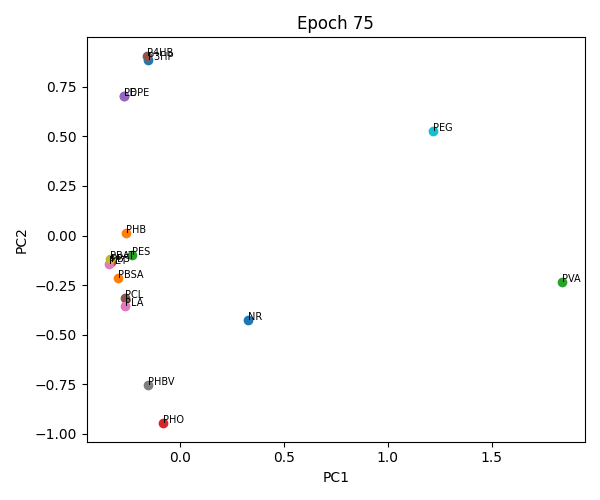 Epoch 75
P4HB
P3HP
LDPE
PEG
PHB
PES
PBAT
PBSA
PCL
PLA
NR
PVA
PHBV
PHO
0.75
0.50
0.25
0.00
−0.25
−0.50
−0.75
−1.00
PC2
0.0
0.5
1.0
1.5
PC1